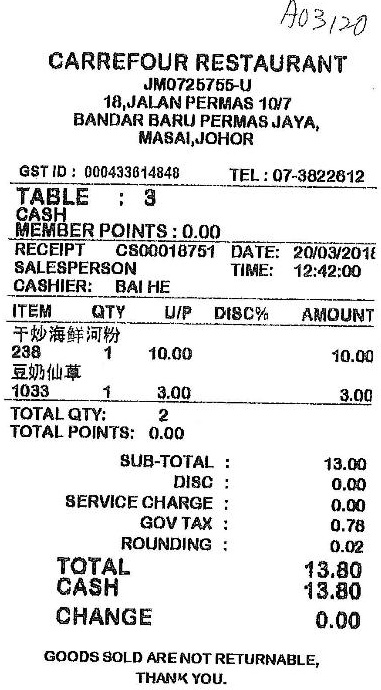 A03120
CARREFOUR RESTAURANT
JM0725755-U
18,JALAN PERMAS 10/7
BANDAR BARU PERMAS JAYA,
MASAI,JOHOR
GST ID : 000433614848 TEL : 07-3822612
TABLE : 3
CASH
MEMBER POINTS : 0.00
RECEIPT CS00018751 DATE: 20/03/2018
SALESPERSON TIME: 12:42:00
CASHIER: BAI HE
ITEM QTY U/P DISC% AMOUNT
干炒海鲜河粉
238 1 10.00 10.00
豆奶仙草
1033 1 3.00 3.00
TOTAL QTY: 2
TOTAL POINTS: 0.00
SUB-TOTAL : 13.00
DISC : 0.00
SERVICE CHARGE : 0.00
GOV TAX : 0.78
ROUNDING : 0.02
TOTAL 13.80
CASH 13.80
CHANGE 0.00
GOODS SOLD ARE NOT RETURNABLE,
THANK YOU.